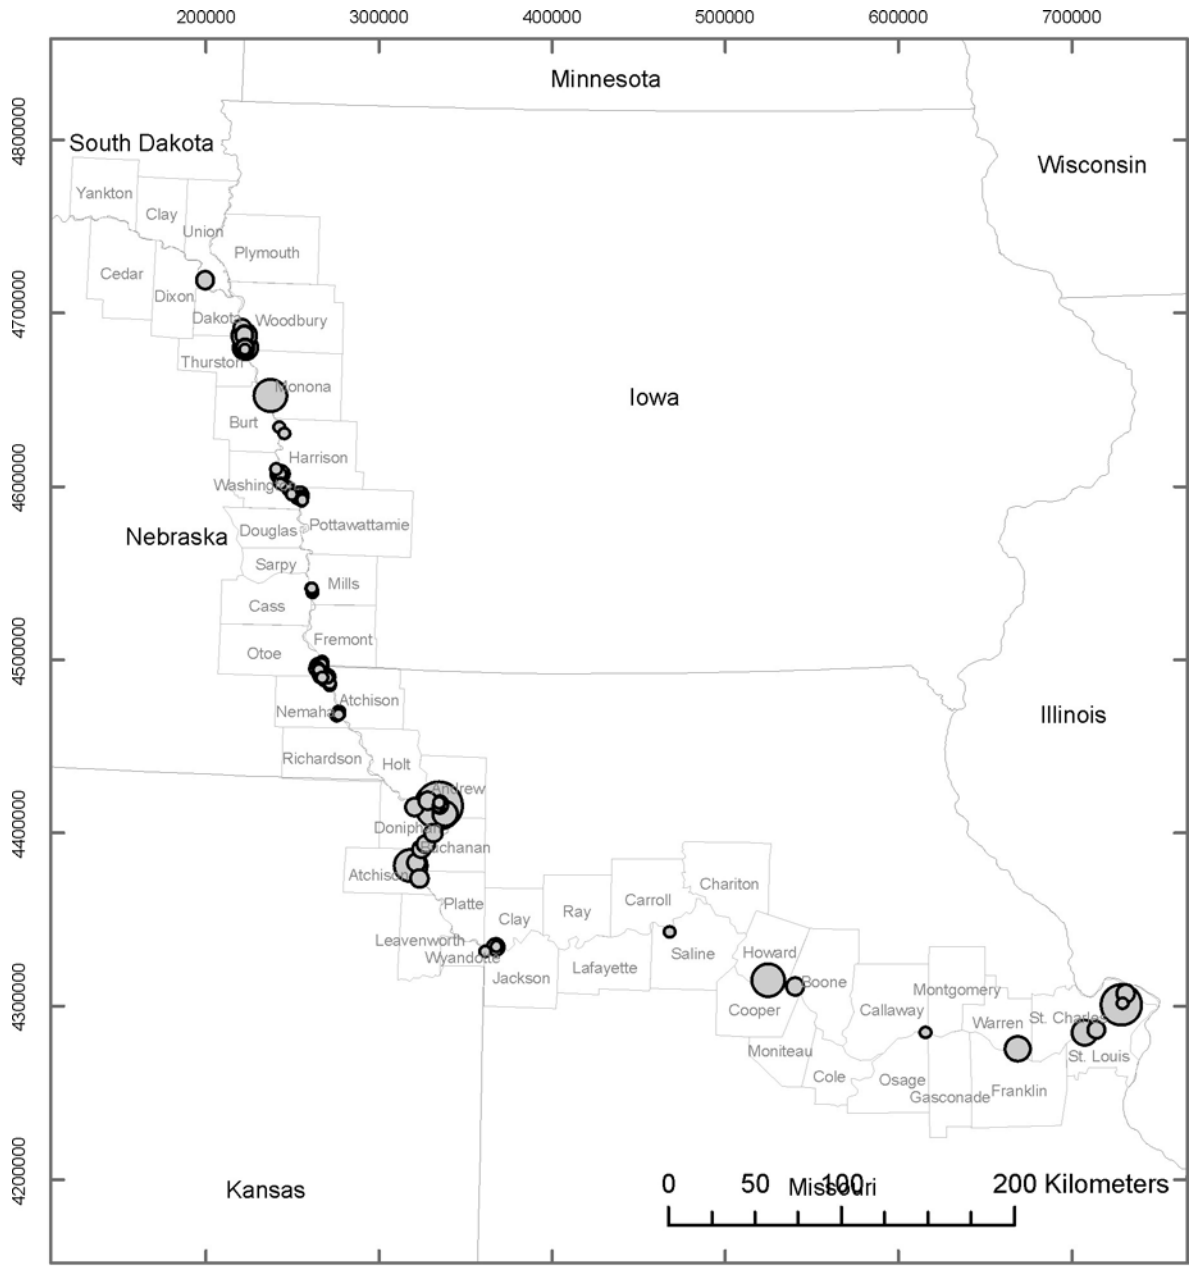 200000 300000 400000 500000 600000 700000
Minnesota
4800000
South Dakota
Wisconsin
Yankton
Clay
Union
Plymouth
Cedar
Dixon
4700000
Dakota
Woodbury
Thurston
Monona
Iowa
Burt
Harrison
4600000
Washington
Pottawattamie
Douglas
Nebraska
Sarpy
Mills
Cass
Fremont
Otoe
4500000
Atchison
Nemaha
Illinois
Richardson
Holt
Andrew
4400000
Doniphan
Buchanan
Atchison
Chariton
Platte
Carroll
Clay
Ray
Leavenworth
Wyandotte
Saline
Howard
Lafayette
Jackson
Boone
Montgomery
4300000
Cooper
Callaway
Warren
St. Charles
Moniteau
St. Louis
Cole
Osage
Franklin
Gasconade
4200000
Kansas
0 50 100 200 Kilometers
Missouri